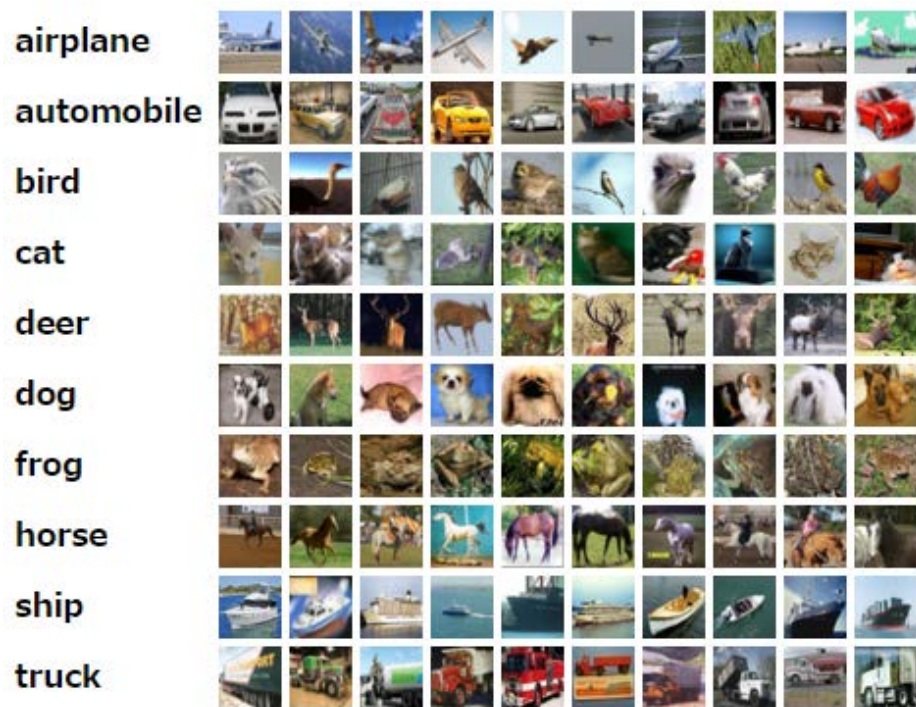 airplane
automobile
bird
cat
deer
dog
frog
horse
ship
truck